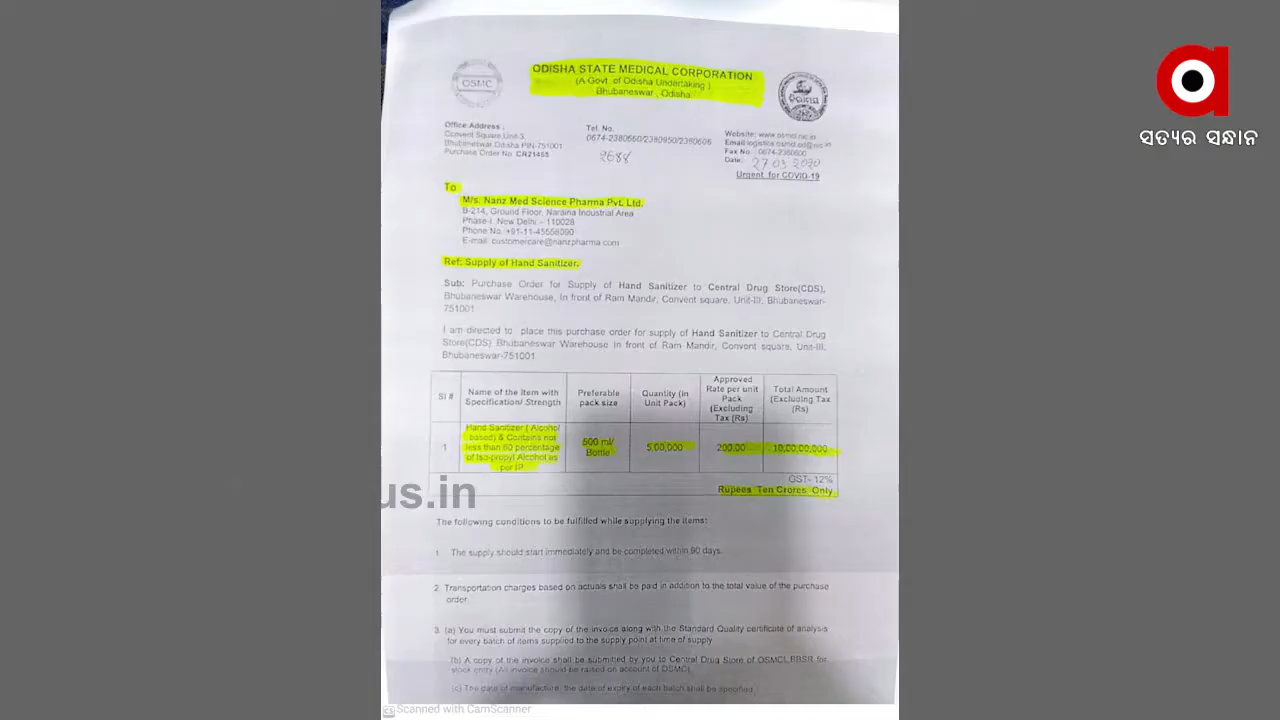 ODISHA STATE MEDICAL CORPORATION
(A Govt. of Odisha Undertaking)
Bhubaneswar, Odisha.
OSMC
ସତ୍ୟର ସନ୍ଧାନ
Office Address :
Convent Square Unit-3,
Bhubaneswar, Odisha PIN-751001
Purchase Order No. CR21455
Tel. No.
0674-2380660/2380950/2380606
2688
Website: www.osmcl.nic.in
Fax No. : 0674-2380600
Date: 27 03 2020
Urgent for COVID-19
To
M/s. Nanz Med Science Pharma Pvt. Ltd.
B-214, Ground Floor, Naraina Industrial Area
Phase-I, New Delhi – 110028
Phone No. +91-11-45558090
E-mail: customercare@nanzpharma.com
Ref: Supply of Hand Sanitizer.
Sub: Purchase Order for Supply of Hand Sanitizer to Central Drug Store(CDS),
Bhubaneswar Warehouse, In front of Ram Mandir, Convent square, Unit-III, Bhubaneswar-
751001
I am directed to place this purchase order for supply of Hand Sanitizer to Central Drug
Store(CDS) Bhubaneswar Warehouse In front of Ram Mandir, Convent square, Unit-III,
Bhubaneswar-751001
Sl #
Name of the Item with
Specification/ Strength
Preferable
pack size
Quantity (in
Unit Pack)
Approved
Rate per unit
Pack
(Excluding
Tax (Rs)
Total Amount
(Excluding Tax
(Rs)
1
Hand Sanitizer ( Alcohol
based) & Contains not
less than 60 percentage
of Iso-propyl Alcohol as
per IP
500 ml/
Bottle
5,00,000
200.00
10,00,00,000
GST- 12%
Rupees Ten Crores Only
us.in
The following conditions to be fulfilled while supplying the items:
1. The supply should start immediately and be completed within 90 days.
2. Transportation charges based on actuals shall be paid in addition to the total value of the purchase
order.
3. (a) You must submit the copy of the invoice along with the Standard Quality certificate of analysis
for every batch of items supplied to the supply point at time of supply
(b) A copy of the invoice shall be submitted by you to Central Drug Store of OSMCL,BBSR for
stock entry (All invoice should be raised on account of OSMC).
(c) The date of manufacture, the date of expiry of each batch shall be specified.
CS Scanned with CamScanner